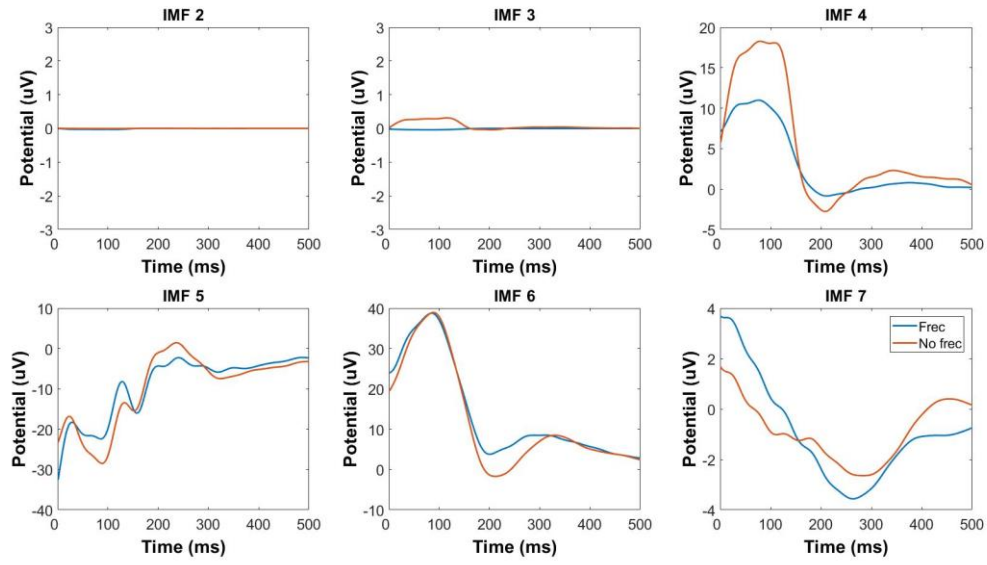 IMF 2
3
2
1
0
-1
-2
-3
Potential (uV)
0 100 200 300 400 500
Time (ms)
IMF 3
3
2
1
0
-1
-2
-3
Potential (uV)
0 100 200 300 400 500
Time (ms)
IMF 4
20
15
10
5
0
-5
Potential (uV)
0 100 200 300 400 500
Time (ms)
IMF 5
10
0
-10
-20
-30
-40
Potential (uV)
0 100 200 300 400 500
Time (ms)
IMF 6
40
30
20
10
0
-10
Potential (uV)
0 100 200 300 400 500
Time (ms)
IMF 7
4
2
0
-2
-4
Potential (uV)
Frec
No frec
0 100 200 300 400 500
Time (ms)